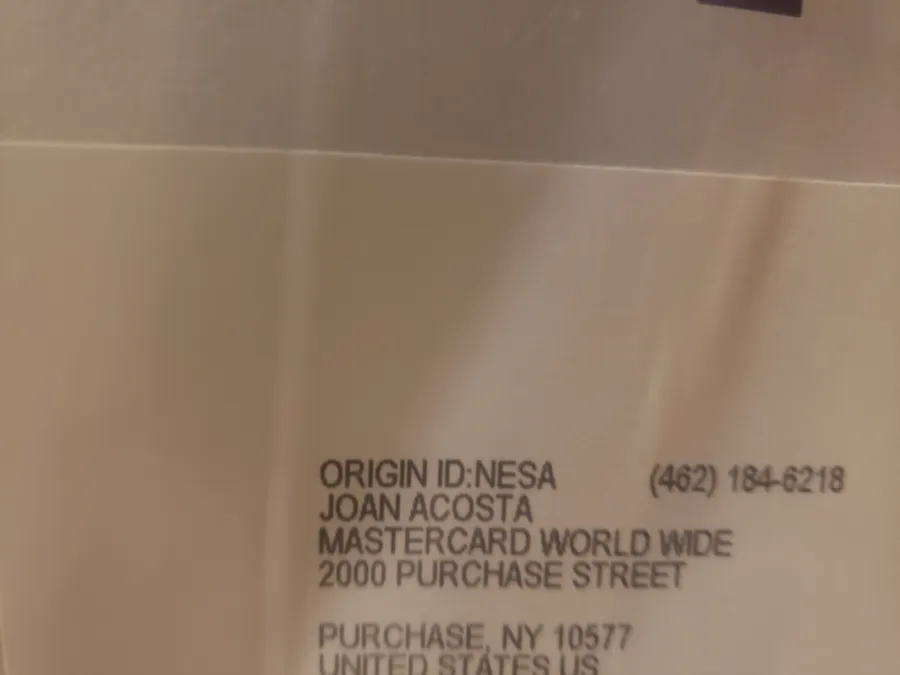 ORIGIN ID:NESA (462) 184-6218
JOAN ACOSTA
MASTERCARD WORLD WIDE
2000 PURCHASE STREET
PURCHASE, NY 10577
UNITED STATES US